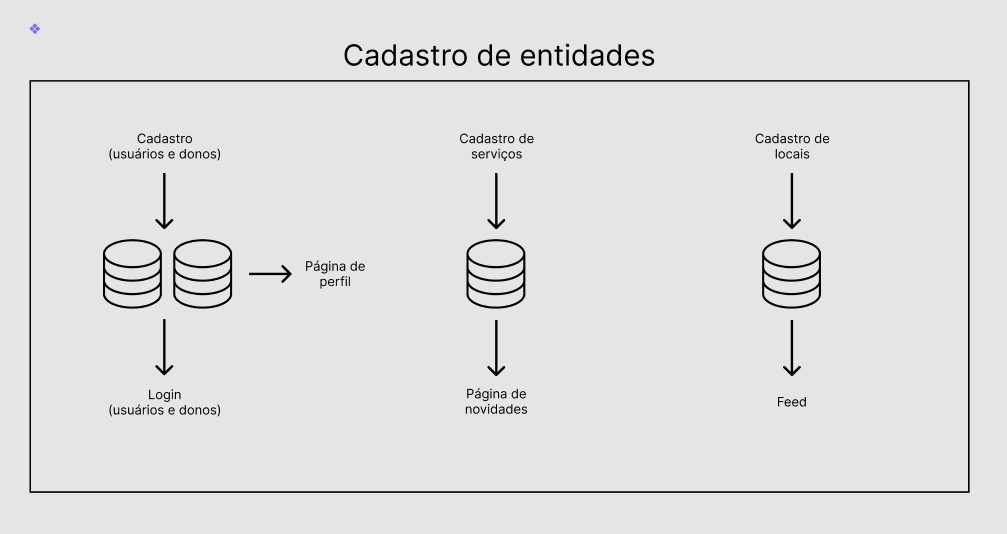 Cadastro de entidades
Cadastro
(usuários e donos)
Cadastro de
serviços
Cadastro de
locais
Página de
perfil
Login
(usuários e donos)
Página de
novidades
Feed